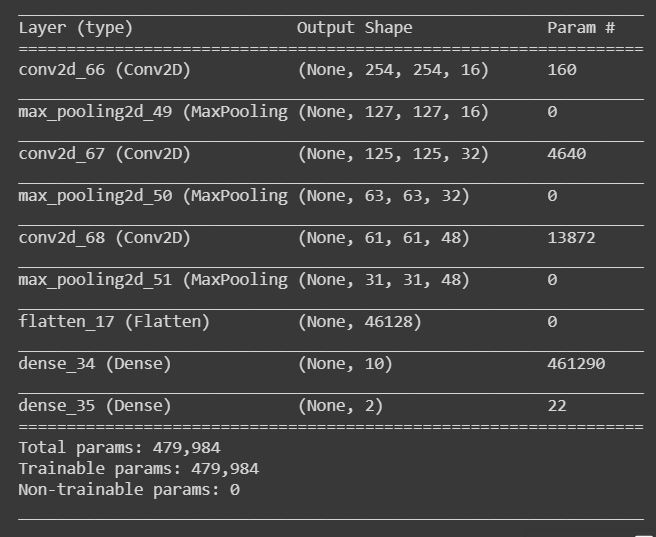 Layer (type) Output Shape Param #
=================================================================
conv2d_66 (Conv2D) (None, 254, 254, 16) 160
max_pooling2d_49 (MaxPooling (None, 127, 127, 16) 0
conv2d_67 (Conv2D) (None, 125, 125, 32) 4640
max_pooling2d_50 (MaxPooling (None, 63, 63, 32) 0
conv2d_68 (Conv2D) (None, 61, 61, 48) 13872
max_pooling2d_51 (MaxPooling (None, 31, 31, 48) 0
flatten_17 (Flatten) (None, 46128) 0
dense_34 (Dense) (None, 10) 461290
dense_35 (Dense) (None, 2) 22
=================================================================
Total params: 479,984
Trainable params: 479,984
Non-trainable params: 0